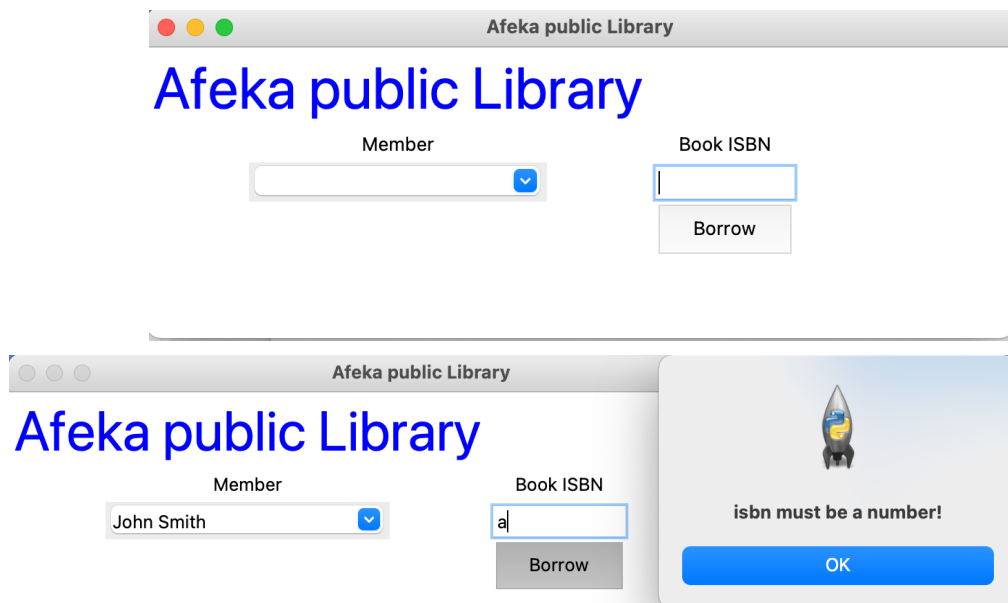 Afeka public Library
Afeka public Library
Member Book ISBN
Borrow
Afeka public Library
Afeka public Library
Member Book ISBN
John Smith a
Borrow
isbn must be a number!
OK